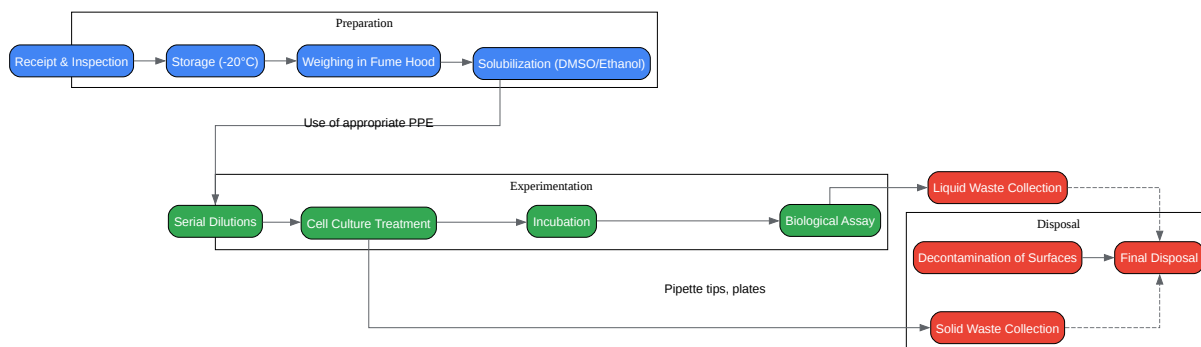 Preparation
Receipt & Inspection
Storage (-20°C)
Weighing in Fume Hood
Solubilization (DMSO/Ethanol)
Use of appropriate PPE
Experimentation
Serial Dilutions
Cell Culture Treatment
Incubation
Biological Assay
Liquid Waste Collection
Disposal
Decontamination of Surfaces
Final Disposal
Pipette tips, plates
Solid Waste Collection